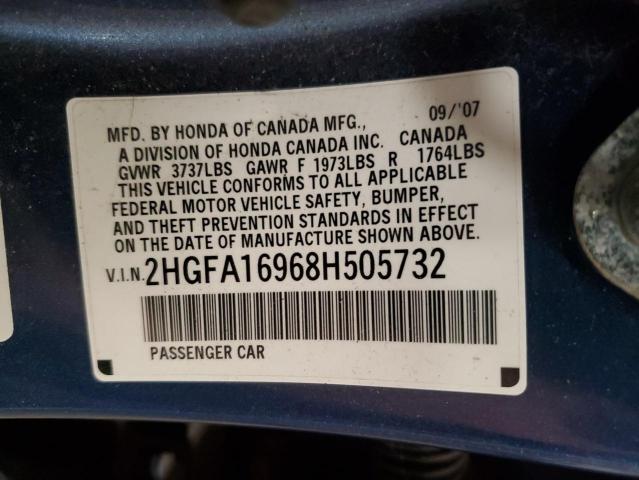 MFD. BY HONDA OF CANADA MFG., 09/'07
A DIVISION OF HONDA CANADA INC. CANADA
GVWR 3737LBS GAWR F 1973LBS R 1764LBS
THIS VEHICLE CONFORMS TO ALL APPLICABLE
FEDERAL MOTOR VEHICLE SAFETY, BUMPER,
AND THEFT PREVENTION STANDARDS IN EFFECT
ON THE DATE OF MANUFACTURE SHOWN ABOVE.
V.I.N. 2HGFA16968H505732
PASSENGER CAR